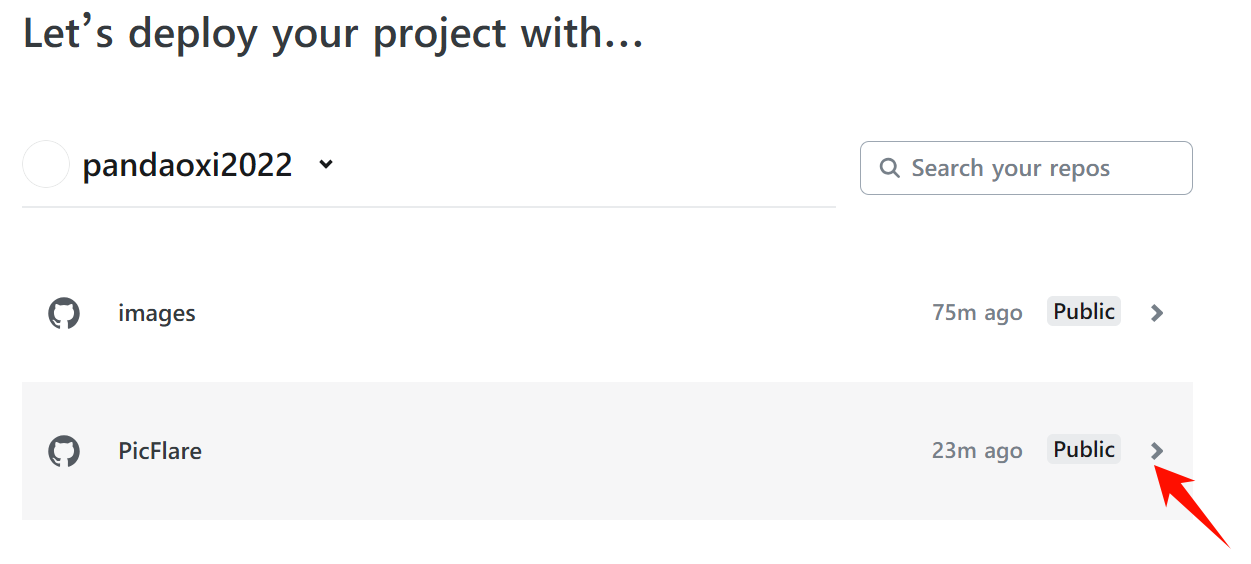 Let’s deploy your project with…
pandaoxi2022
Search your repos
images 75m ago Public
PicFlare 23m ago Public